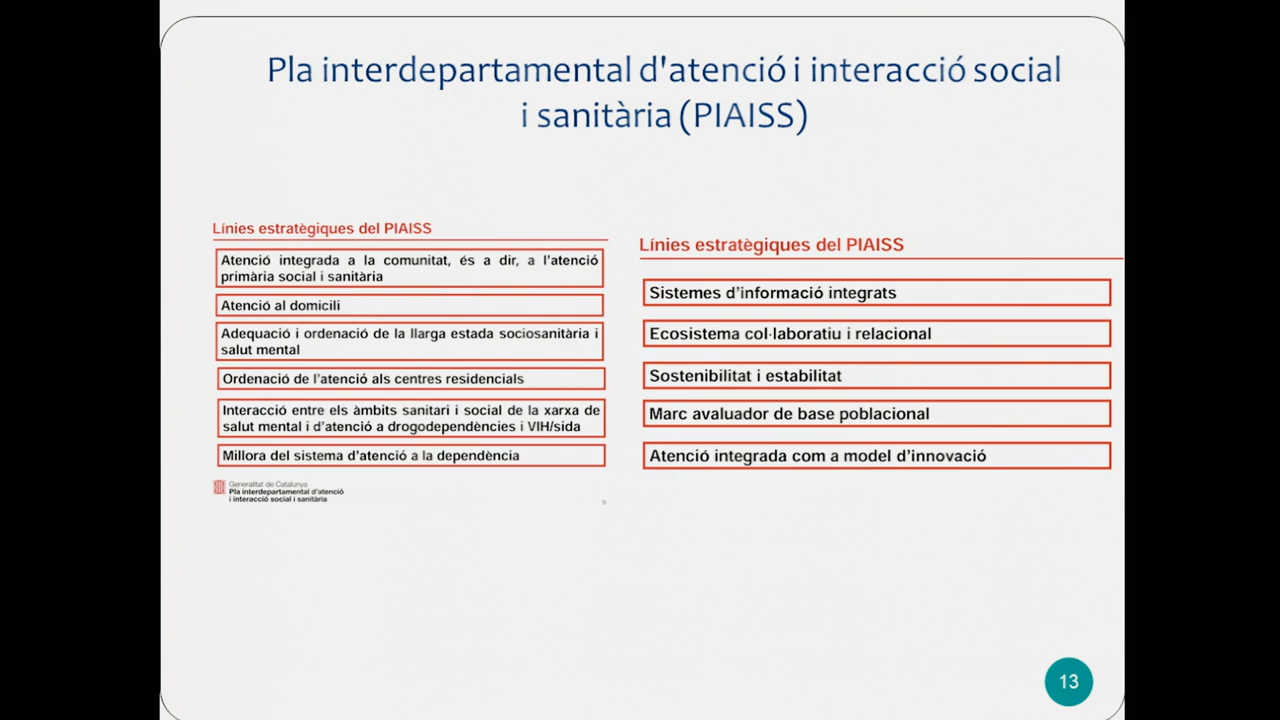 Pla interdepartamental d'atenció i interacció social
i sanitària (PIAISS)
Línies estratègiques del PIAISS
Atenció integrada a la comunitat, és a dir, a l'atenció
primària social i sanitària
Atenció al domicili
Adequació i ordenació de la llarga estada sociosanitària i
salut mental
Ordenació de l'atenció als centres residencials
Interacció entre els àmbits sanitari i social de la xarxa de
salut mental i d'atenció a drogodependències i VIH/sida
Millora del sistema d'atenció a la dependència
Generalitat de Catalunya
Pla interdepartamental d'atenció
i interacció social i sanitària
Línies estratègiques del PIAISS
Sistemes d'informació integrats
Ecosistema col·laboratiu i relacional
Sostenibilitat i estabilitat
Marc avaluador de base poblacional
Atenció integrada com a model d'innovació
13